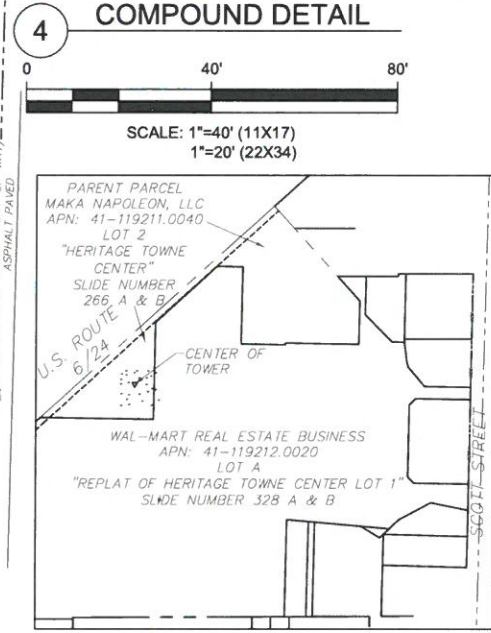 4 COMPOUND DETAIL
0 40' 80'
SCALE: 1"=40' (11X17)
1"=20' (22X34)
ASPHALT PAVED
PARENT PARCEL
MAKA NAPOLEON, LLC
APN: 41-119211.0040
LOT 2
"HERITAGE TOWNE
CENTER"
SLIDE NUMBER
266 A & B
U.S. ROUTE
6/24
CENTER OF
TOWER
WAL-MART REAL ESTATE BUSINESS
APN: 41-119212.0020
LOT A
"REPLAT OF HERITAGE TOWNE CENTER LOT 1"
SLIDE NUMBER 328 A & B
SCOTT STREET